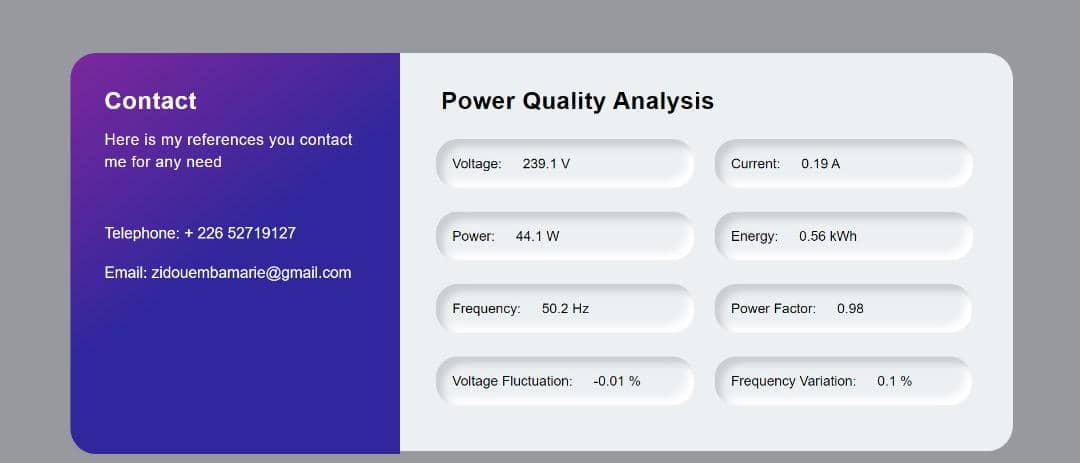 Contact
Here is my references you contact
me for any need
Telephone: + 226 52719127
Email: zidouembamarie@gmail.com
Power Quality Analysis
Voltage: 239.1 V
Current: 0.19 A
Power: 44.1 W
Energy: 0.56 kWh
Frequency: 50.2 Hz
Power Factor: 0.98
Voltage Fluctuation: -0.01 %
Frequency Variation: 0.1 %